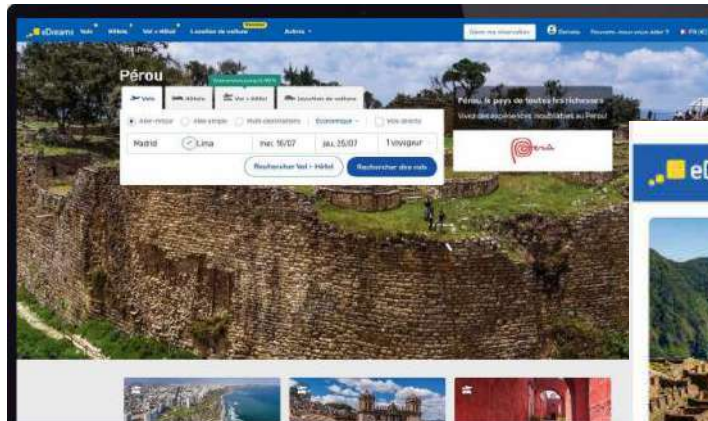 eDreams Vols Hôtels Vol + Hôtel Location de voiture Autres
Gérer ma réservation
Pérou
Vols Hôtels Vol + Hôtel Location de voiture
Aller-retour Aller simple Multi-destinations Économique Vols directs
Madrid Lima mer. 16/07 jeu. 25/07 1 Voyageur
Rechercher Vol + Hôtel Rechercher des vols
Pérou, le pays de toutes les richesses
Vivez des expériences inoubliables au Pérou!
Perú
eD